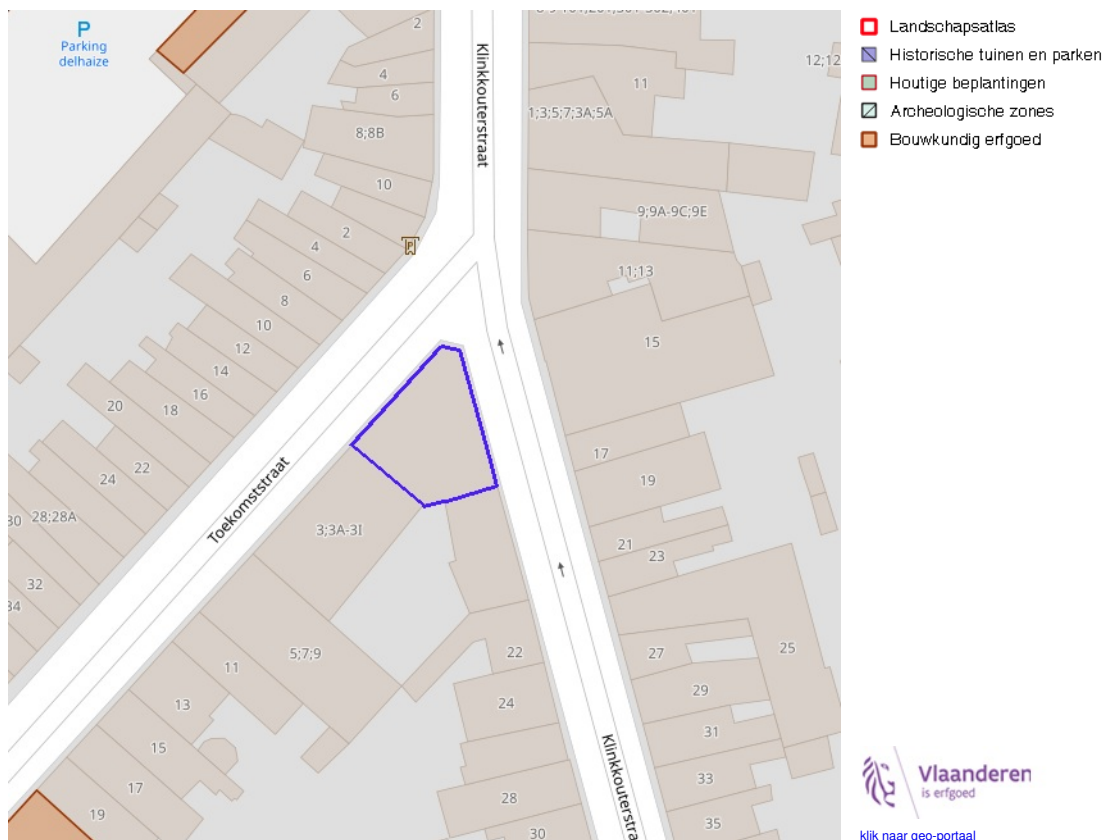 P
Parking
delhaize
2
4
6
8;8B
10
Klinkkouterstraat
11
12;12
1;3;5;7;3A;5A
9;9A-9C;9E
11;13
15
P
2
4
6
8
10
12
14
16
18
20
22
24
28;28A
30
32
34
17
19
21
23
Toekomststraat
3;3A-3I
5;7;9
11
13
15
17
19
22
24
28
30
25
27
29
31
33
35
Klinkkouterstra
Landschapsatlas
Historische tuinen en parken
Houtige beplantingen
Archeologische zones
Bouwkundig erfgoed
Vlaanderen
is erfgoed
klik naar geo-portaal